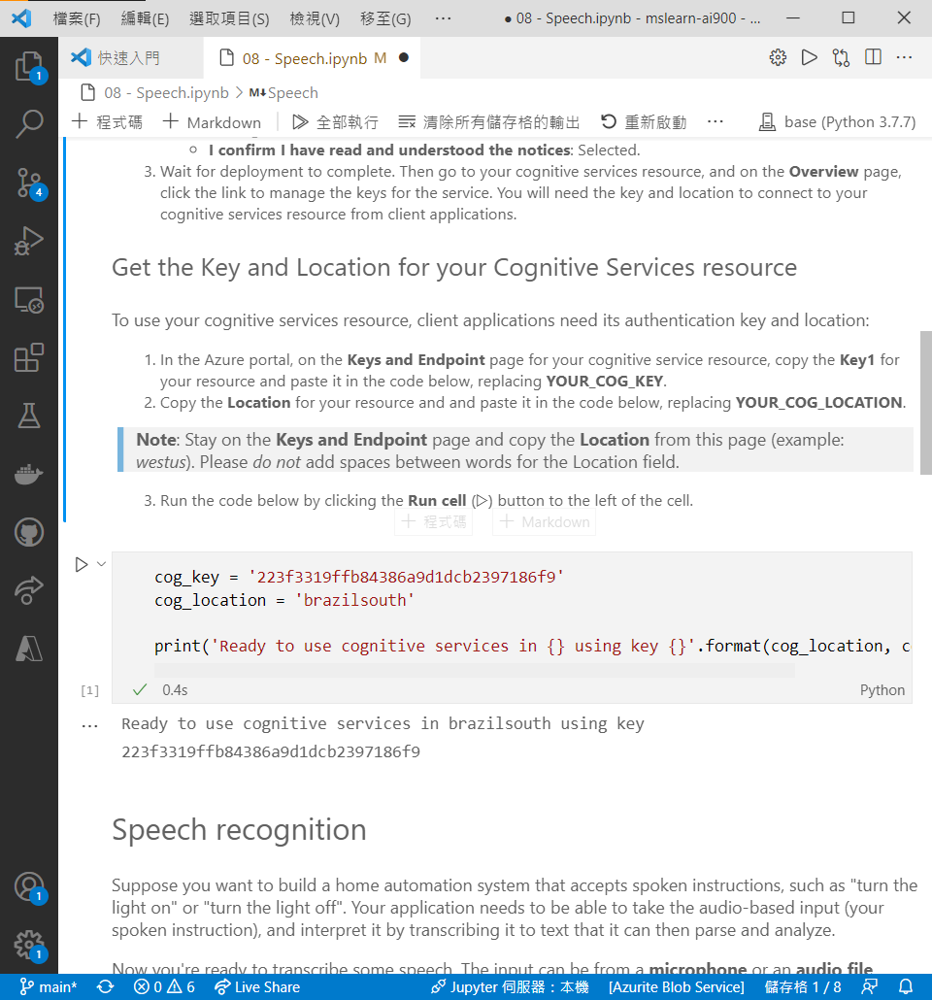 檔案(F) 編輯(E) 選取項目(S) 檢視(V) 移至(G) ··· ● 08 - Speech.ipynb - mslearn-ai900 - ...
快速入門 08 - Speech.ipynb M ●
08 - Speech.ipynb > M↓Speech
+ 程式碼 + Markdown 全部執行 清除所有儲存格的輸出 重新啟動 ··· base (Python 3.7.7)
1
4
I confirm I have read and understood the notices: Selected.
3. Wait for deployment to complete. Then go to your cognitive services resource, and on the Overview page,
click the link to manage the keys for the service. You will need the key and location to connect to your
cognitive services resource from client applications.
Get the Key and Location for your Cognitive Services resource
To use your cognitive services resource, client applications need its authentication key and location:
1. In the Azure portal, on the Keys and Endpoint page for your cognitive service resource, copy the Key1 for
your resource and paste it in the code below, replacing YOUR_COG_KEY.
2. Copy the Location for your resource and and paste it in the code below, replacing YOUR_COG_LOCATION.
Note: Stay on the Keys and Endpoint page and copy the Location from this page (example:
westus). Please do not add spaces between words for the Location field.
3. Run the code below by clicking the Run cell (▷) button to the left of the cell.
+ 程式碼 + Markdown
cog_key = '223f3319ffb84386a9d1dcb2397186f9'
cog_location = 'brazilsouth'
print('Ready to use cognitive services in {} using key {}'.format(cog_location, c
[1] ✓ 0.4s Python
··· Ready to use cognitive services in brazilsouth using key
223f3319ffb84386a9d1dcb2397186f9
Speech recognition
Suppose you want to build a home automation system that accepts spoken instructions, such as "turn the
light on" or "turn the light off". Your application needs to be able to take the audio-based input (your
spoken instruction), and interpret it by transcribing it to text that it can then parse and analyze.
Now you're ready to transcribe some speech. The input can be from a microphone or an audio file.
1
1
main* 0 6 Live Share Jupyter 伺服器：本機 [Azurite Blob Service] 儲存格 1 / 8